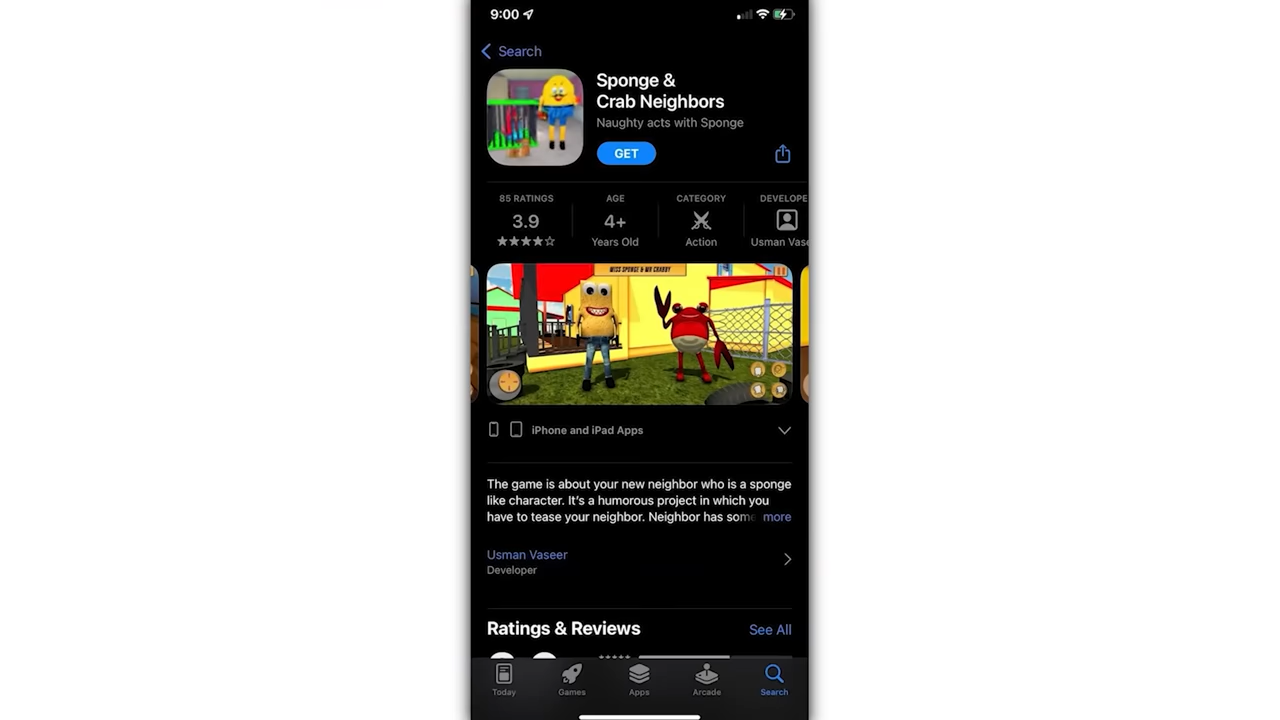 9:00
Search
Sponge &
Crab Neighbors
Naughty acts with Sponge
GET
85 RATINGS
3.9
AGE
4+
Years Old
CATEGORY
Action
DEVELOPE
Usman Vase
MISS SPONGE & MR CRABBY
iPhone and iPad Apps
The game is about your new neighbor who is a sponge
like character. It’s a humorous project in which you
have to tease your neighbor. Neighbor has some more
Usman Vaseer
Developer
Ratings & Reviews
See All
Today
Games
Apps
Arcade
Search